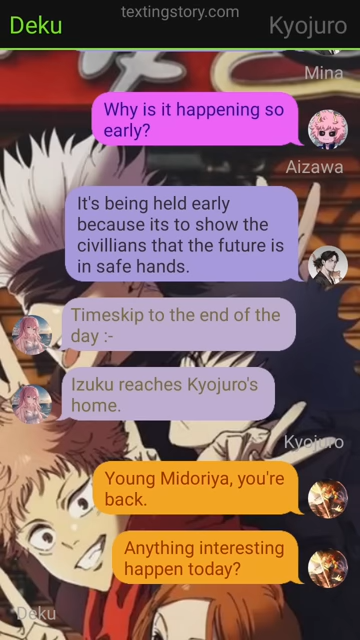 textingstory.com
Deku
Kyojuro
Mina
Why is it happening so
early?
Aizawa
It's being held early
because its to show the
civillians that the future is
in safe hands.
Timeskip to the end of the
day :-
Izuku reaches Kyojuro's
home.
Kyojuro
Young Midoriya, you're
back.
Anything interesting
happen today?
Deku